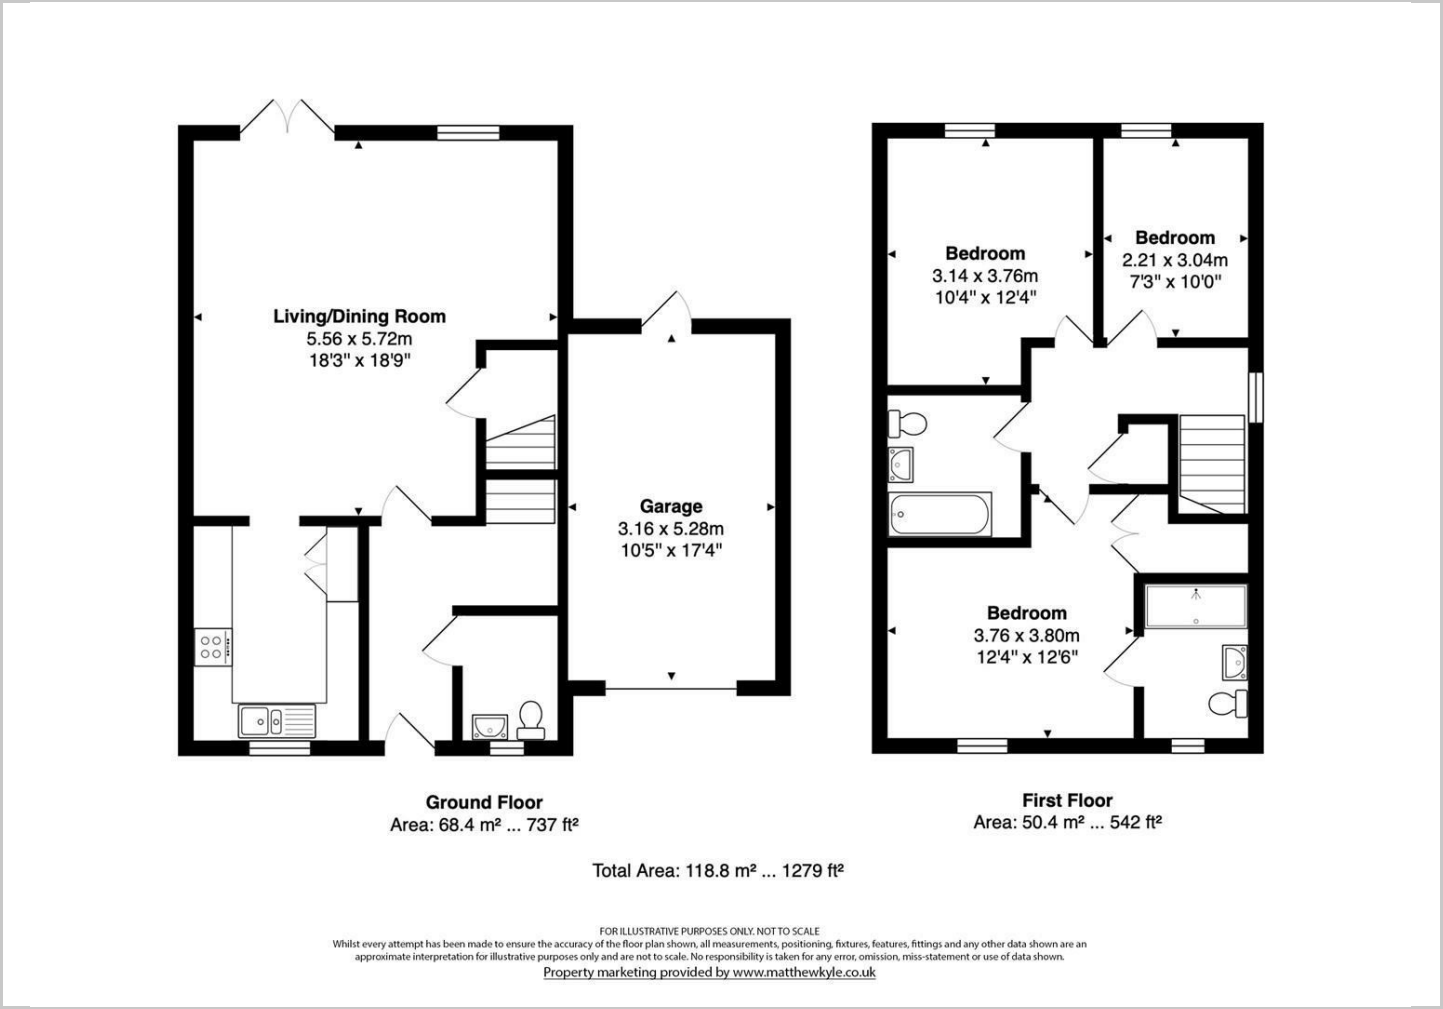 Living/Dining Room
5.56 x 5.72m
18'3" x 18'9"
Garage
3.16 x 5.28m
10'5" x 17'4"
Bedroom
3.14 x 3.76m
10'4" x 12'4"
Bedroom
2.21 x 3.04m
7'3" x 10'0"
Bedroom
3.76 x 3.80m
12'4" x 12'6"
Ground Floor
Area: 68.4 m² ... 737 ft²
First Floor
Area: 50.4 m² ... 542 ft²
Total Area: 118.8 m² ... 1279 ft²
FOR ILLUSTRATIVE PURPOSES ONLY. NOT TO SCALE
Whilst every attempt has been made to ensure the accuracy of the floor plan shown, all measurements, positioning, fixtures, features, fittings and any other data shown are an
approximate interpretation for illustrative purposes only and are not to scale. No responsibility is taken for any error, omission, miss-statement or use of data shown.
Property marketing provided by www.matthewkyle.co.uk